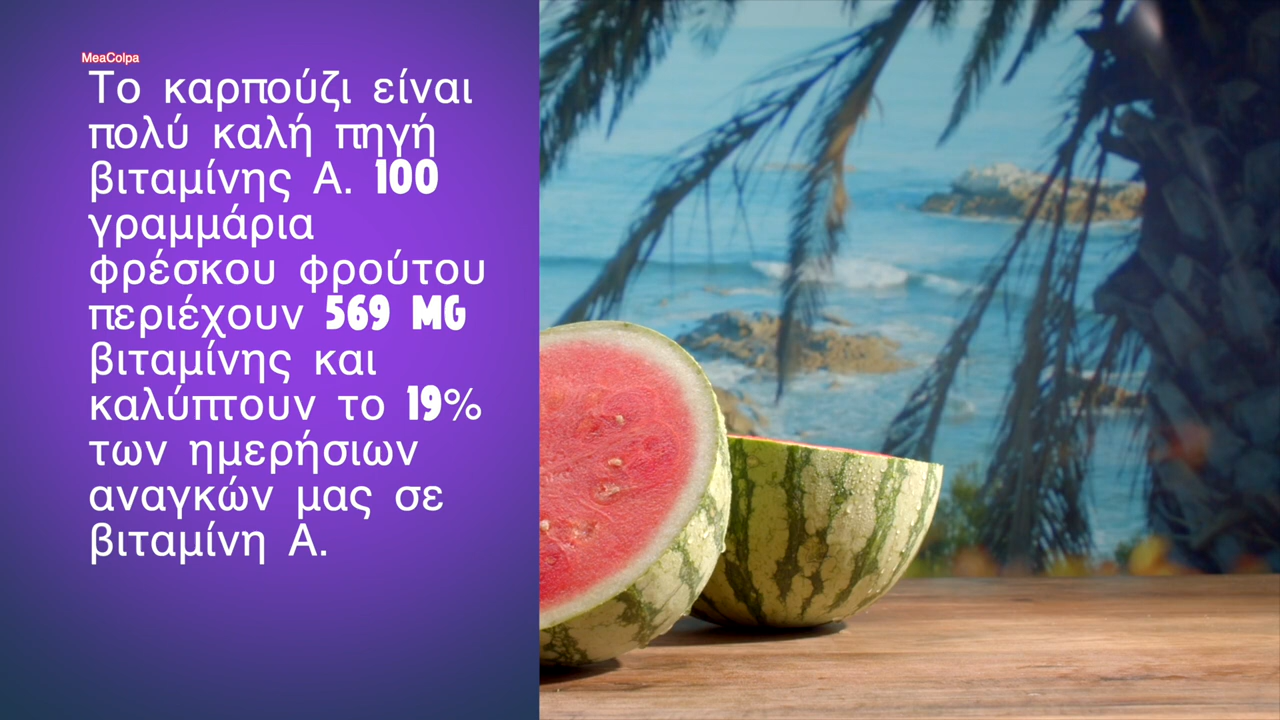 MeaColpa
Το καρπούζι είναι
πολύ καλή πηγή
βιταμίνης Α. 100
γραμμάρια
φρέσκου φρούτου
περιέχουν 569 MG
βιταμίνης και
καλύπτουν το 19%
των ημερήσιων
αναγκών μας σε
βιταμίνη Α.